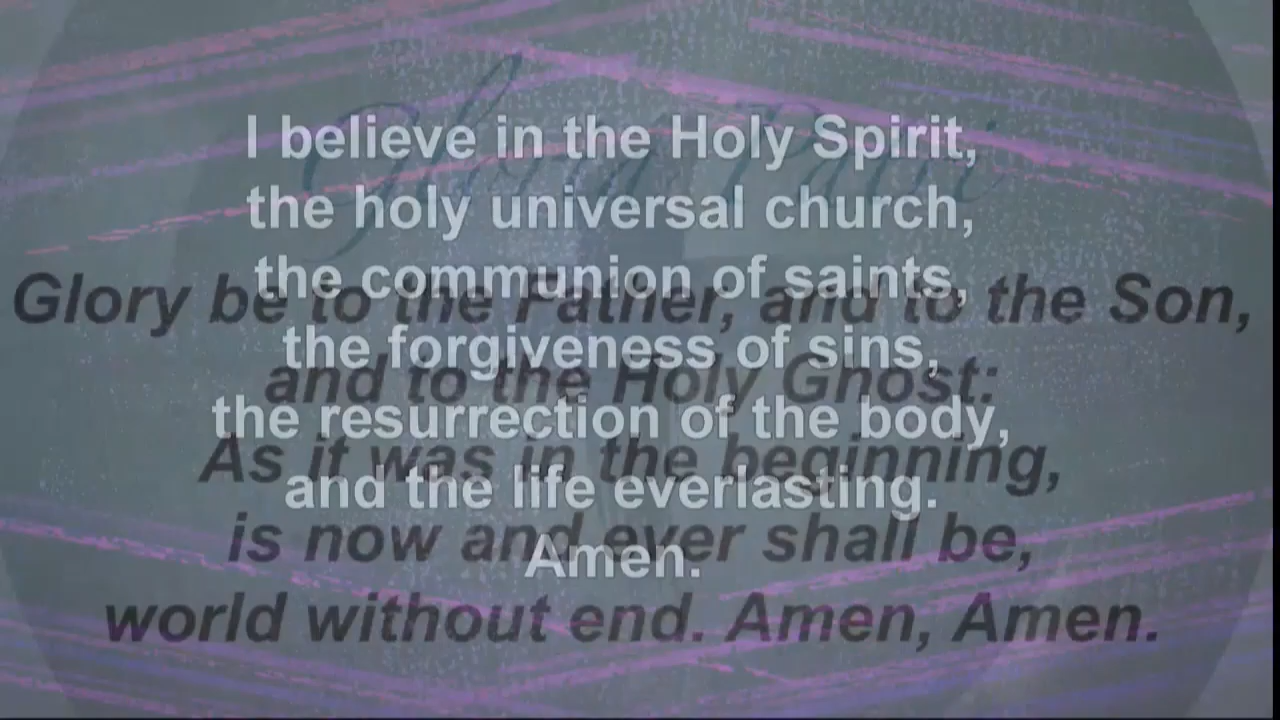 Gloria Patri
I believe in the Holy Spirit,
the holy universal church,
the communion of saints,
the forgiveness of sins,
the resurrection of the body,
and the life everlasting.
Amen.
Glory be to the Father, and to the Son,
and to the Holy Ghost:
As it was in the beginning,
is now and ever shall be,
world without end. Amen, Amen.